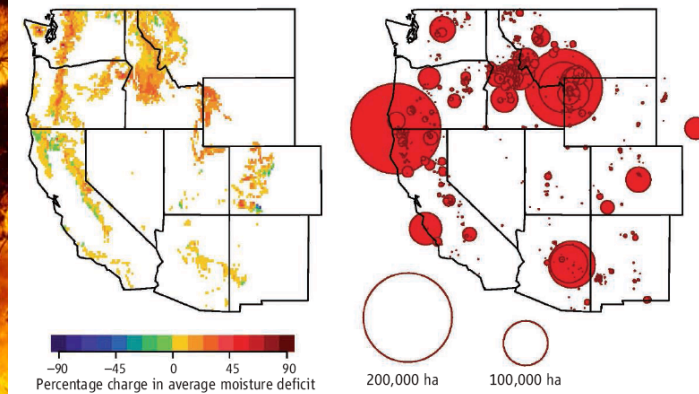 −90 −45 0 45 90
Percentage charge in average moisture deficit
200,000 ha 100,000 ha